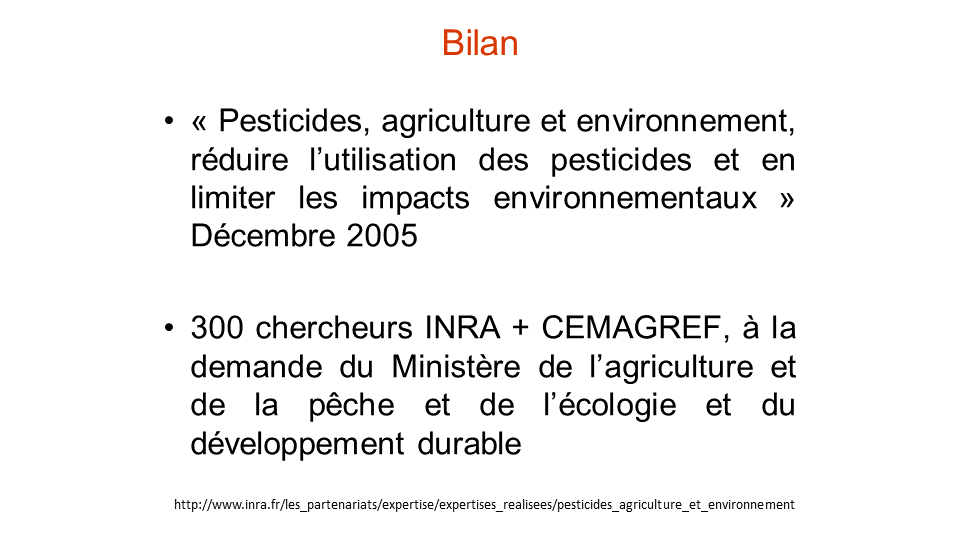 Bilan
• « Pesticides, agriculture et environnement,
réduire l’utilisation des pesticides et en
limiter les impacts environnementaux »
Décembre 2005
• 300 chercheurs INRA + CEMAGREF, à la
demande du Ministère de l’agriculture et
de la pêche et de l’écologie et du
développement durable
http://www.inra.fr/les_partenariats/expertise/expertises_realisees/pesticides_agriculture_et_environnement